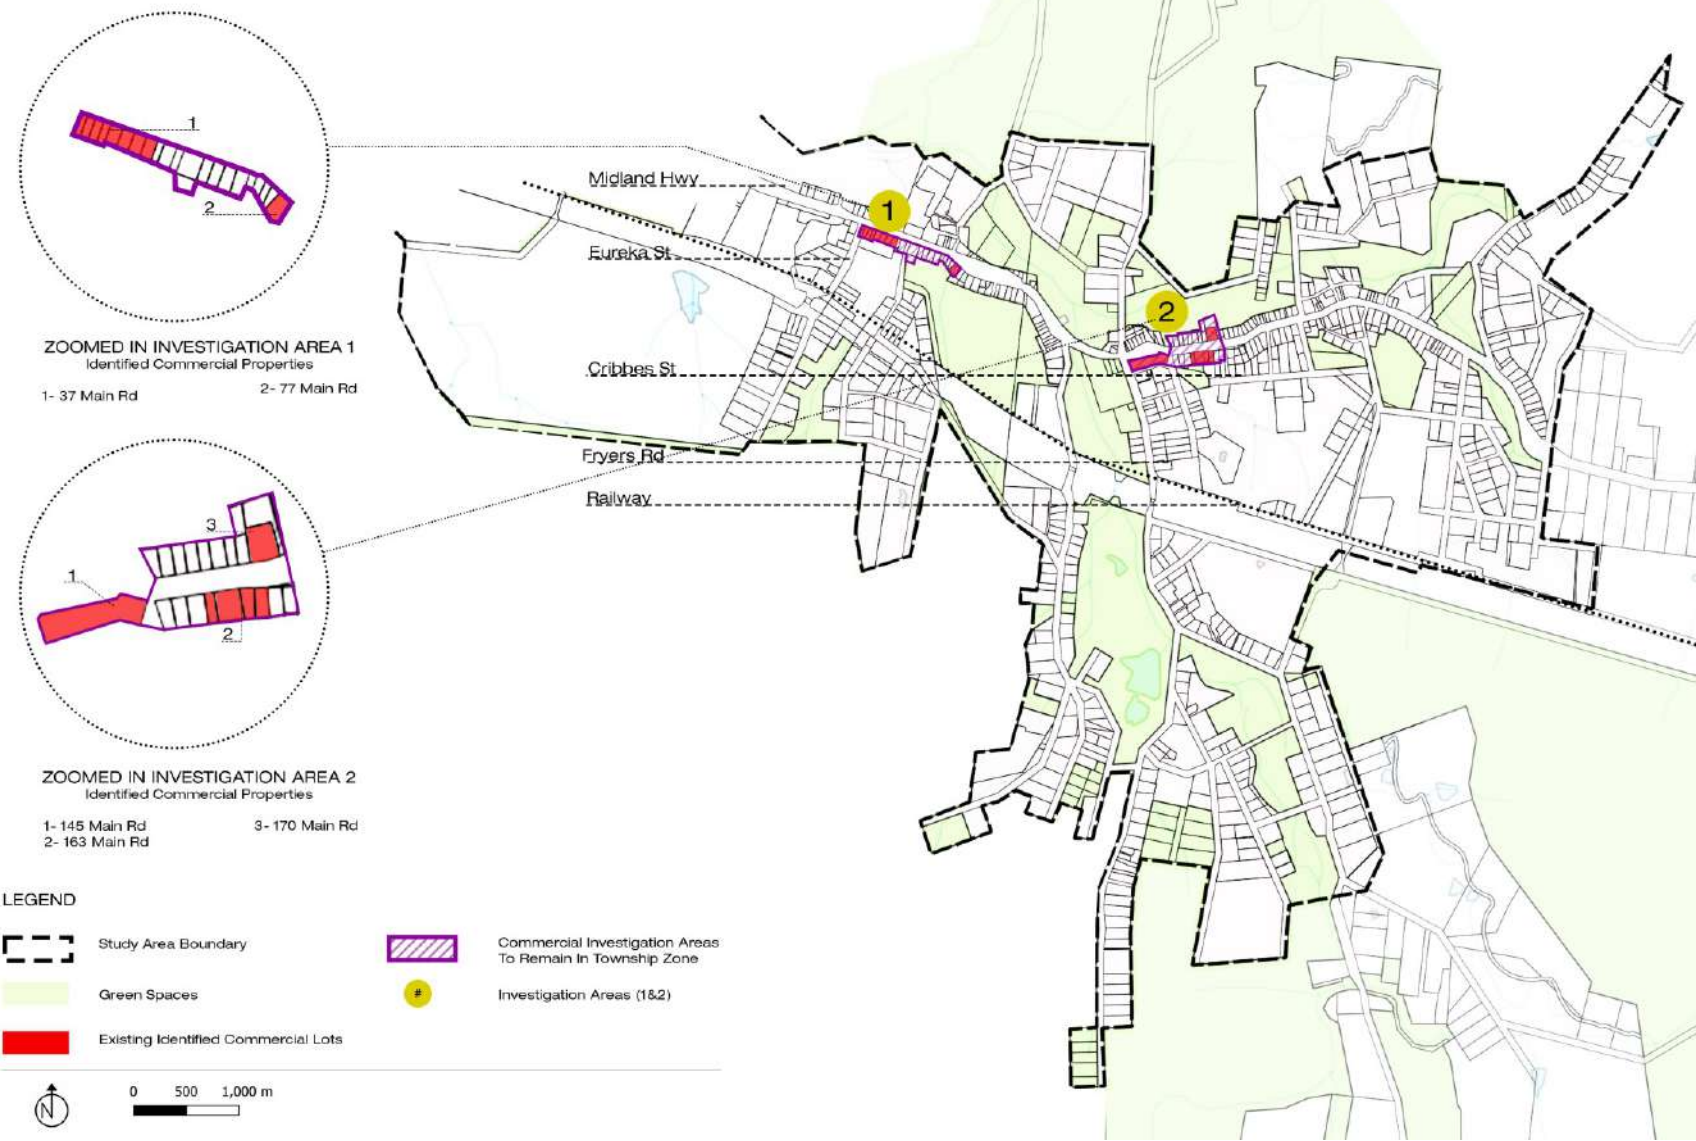 1
2
ZOOMED IN INVESTIGATION AREA 1
Identified Commercial Properties
1- 37 Main Rd
2- 77 Main Rd
Midland Hwy
Eureka St
Cribbes St
Fryers Rd
Railway
1
2
3
1
2
ZOOMED IN INVESTIGATION AREA 2
Identified Commercial Properties
1- 145 Main Rd
3- 170 Main Rd
2- 163 Main Rd
LEGEND
Study Area Boundary
Green Spaces
Existing Identified Commercial Lots
Commercial Investigation Areas
To Remain In Township Zone
#
Investigation Areas (1&2)
N
0 500 1,000 m